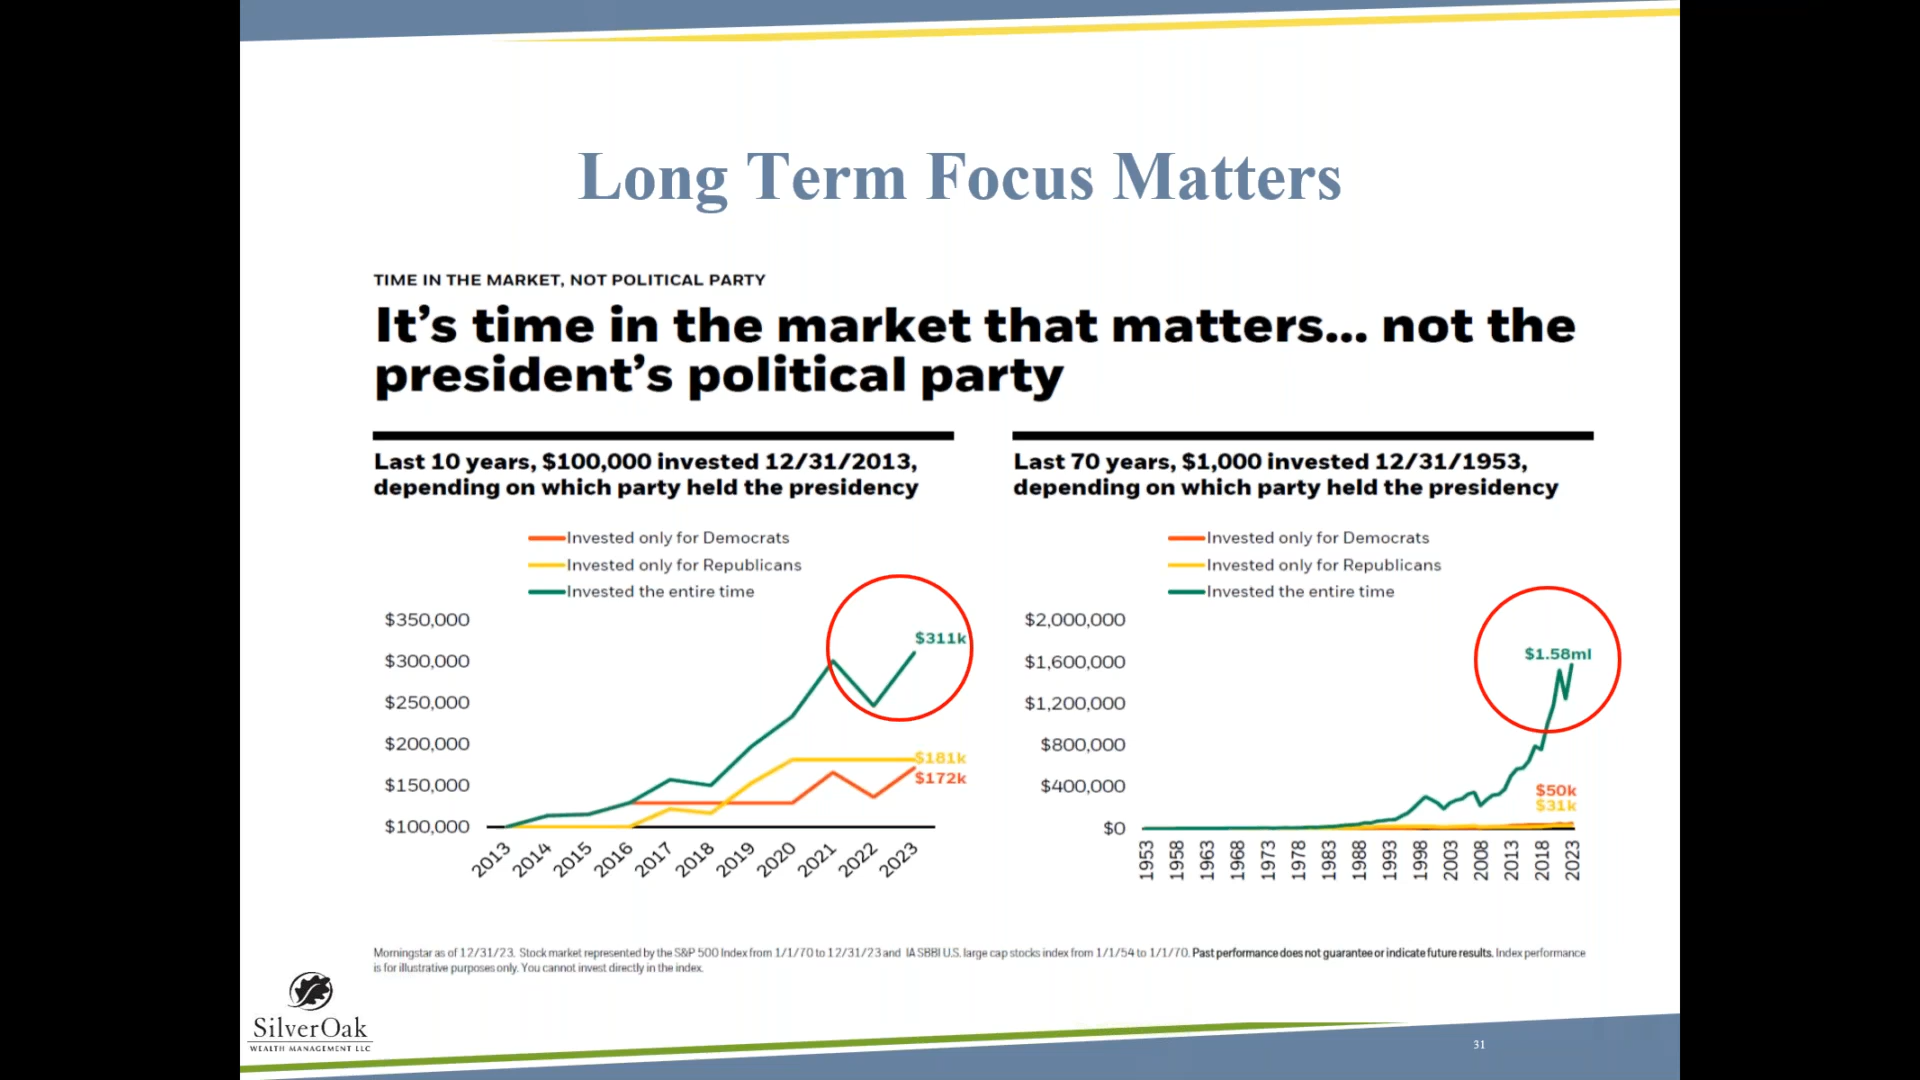 Long Term Focus Matters
TIME IN THE MARKET, NOT POLITICAL PARTY
It's time in the market that matters... not the
president's political party
Last 10 years, $100,000 invested 12/31/2013,
depending on which party held the presidency
Invested only for Democrats
Invested only for Republicans
Invested the entire time
$350,000
$300,000
$250,000
$200,000
$150,000
$100,000
$311k
$181k
$172k
2013 2014 2015 2016 2017 2018 2019 2020 2021 2022 2023
Last 70 years, $1,000 invested 12/31/1953,
depending on which party held the presidency
Invested only for Democrats
Invested only for Republicans
Invested the entire time
$2,000,000
$1,600,000
$1,200,000
$800,000
$400,000
$0
$1.58ml
$50k
$31k
1953 1958 1963 1968 1973 1978 1983 1988 1993 1998 2003 2008 2013 2018 2023
Morningstar as of 12/31/23. Stock market represented by the S&P 500 Index from 1/1/70 to 12/31/23 and IA SBBI U.S. large cap stocks index from 1/1/54 to 1/1/70. Past performance does not guarantee or indicate future results. Index performance
is for illustrative purposes only. You cannot invest directly in the index.
SilverOak
WEALTH MANAGEMENT LLC
31